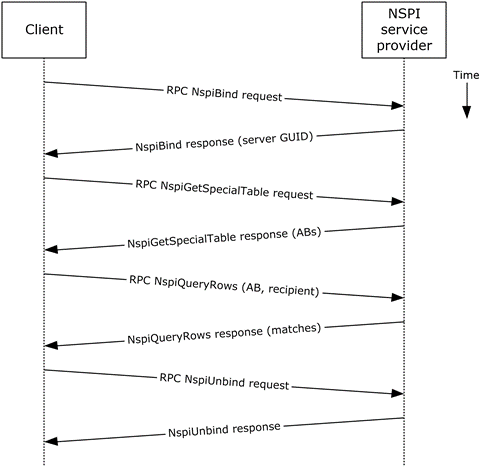 Client
NSPI
service
provider
Time
RPC NspiBind request
NspiBind response (server GUID)
RPC NspiGetSpecialTable request
NspiGetSpecialTable response (ABs)
RPC NspiQueryRows (AB, recipient)
NspiQueryRows response (matches)
RPC NspiUnbind request
NspiUnbind response